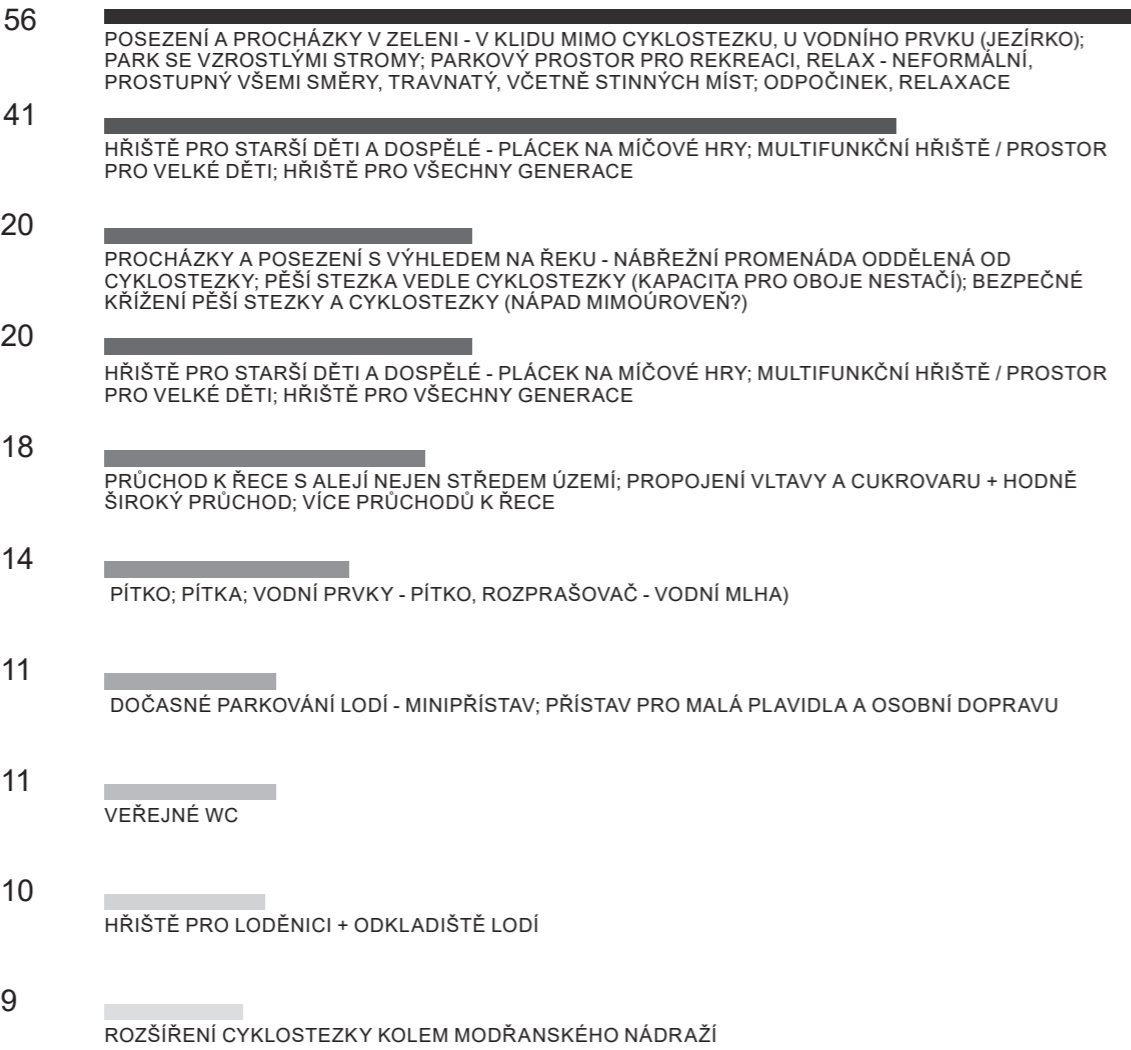 56
POSEZENÍ A PROCHÁZKY V ZELENI - V KLIDU MIMO CYKLOSTEZKU, U VODNÍHO PRVKU (JEZÍRKO);
PARK SE VZROSTLÝMI STROMY; PARKOVÝ PROSTOR PRO REKREACI, RELAX - NEFORMÁLNÍ,
PROSTUPNÝ VŠEMI SMĚRY, TRAVNATÝ, VČETNĚ STINNÝCH MÍST; ODPOČINEK, RELAXACE
41
HŘIŠTĚ PRO STARŠÍ DĚTI A DOSPĚLÉ - PLÁCEK NA MÍČOVÉ HRY; MULTIFUNKČNÍ HŘIŠTĚ / PROSTOR
PRO VELKÉ DĚTI; HŘIŠTĚ PRO VŠECHNY GENERACE
20
PROCHÁZKY A POSEZENÍ S VÝHLEDEM NA ŘEKU - NÁBŘEŽNÍ PROMENÁDA ODDĚLENÁ OD
CYKLOSTEZKY; PĚŠÍ STEZKA VEDLE CYKLOSTEZKY (KAPACITA PRO OBOJE NESTAČÍ); BEZPEČNÉ
KŘÍŽENÍ PĚŠÍ STEZKY A CYKLOSTEZKY (NÁPAD MIMOÚROVEŇ?)
20
HŘIŠTĚ PRO STARŠÍ DĚTI A DOSPĚLÉ - PLÁCEK NA MÍČOVÉ HRY; MULTIFUNKČNÍ HŘIŠTĚ / PROSTOR
PRO VELKÉ DĚTI; HŘIŠTĚ PRO VŠECHNY GENERACE
18
PRŮCHOD K ŘECE S ALEJÍ NEJEN STŘEDEM ÚZEMÍ; PROPOJENÍ VLTAVY A CUKROVARU + HODNĚ
ŠIROKÝ PRŮCHOD; VÍCE PRŮCHODŮ K ŘECE
14
PÍTKO; PÍTKA; VODNÍ PRVKY - PÍTKO, ROZPRAŠOVAČ - VODNÍ MLHA)
11
DOČASNÉ PARKOVÁNÍ LODÍ - MINIPŘÍSTAV; PŘÍSTAV PRO MALÁ PLAVIDLA A OSOBNÍ DOPRAVU
11
VEŘEJNÉ WC
10
HŘIŠTĚ PRO LODĚNICI + ODKLADIŠTĚ LODÍ
9
ROZŠÍŘENÍ CYKLOSTEZKY KOLEM MODŘANSKÉHO NÁDRAŽÍ